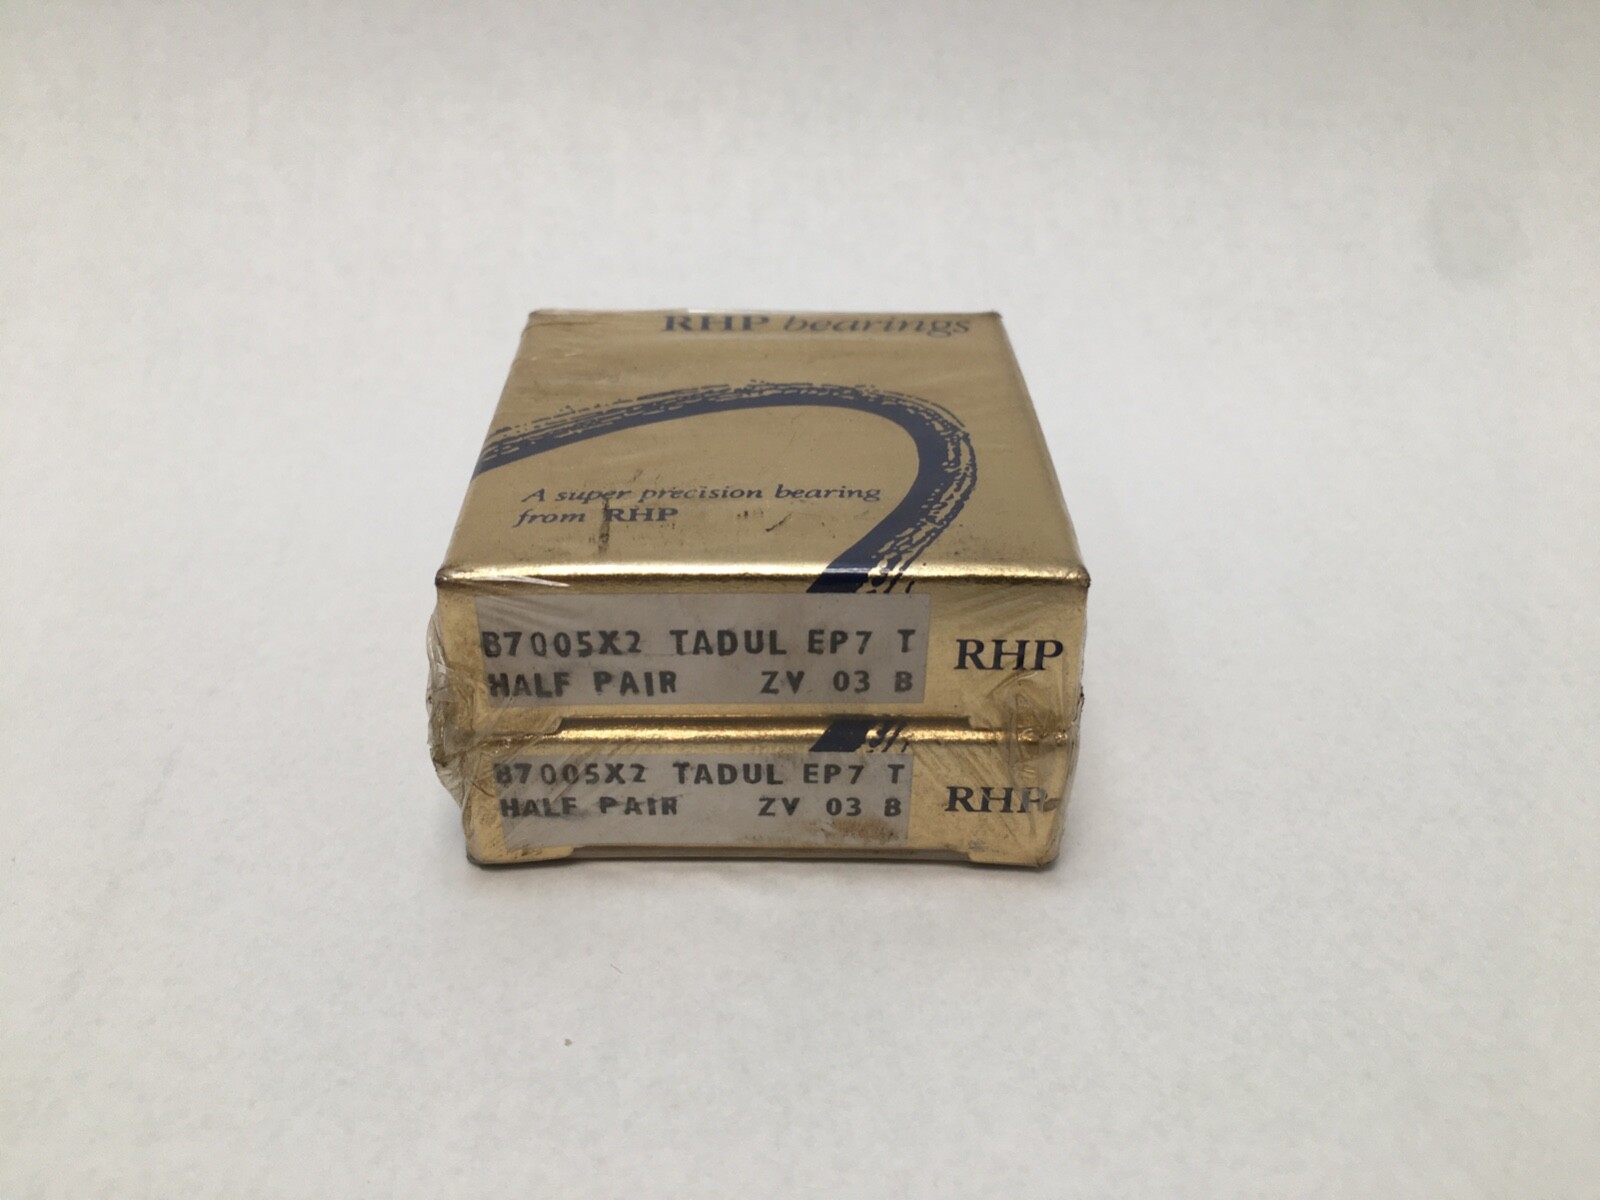 RHP bearings
A super precision bearing
from RHP
B7005X2 TADUL EP7 T
HALF PAIR ZV 03 B
RHP
B7005X2 TADUL EP7 T
HALF PAIR ZV 03 B
RHP